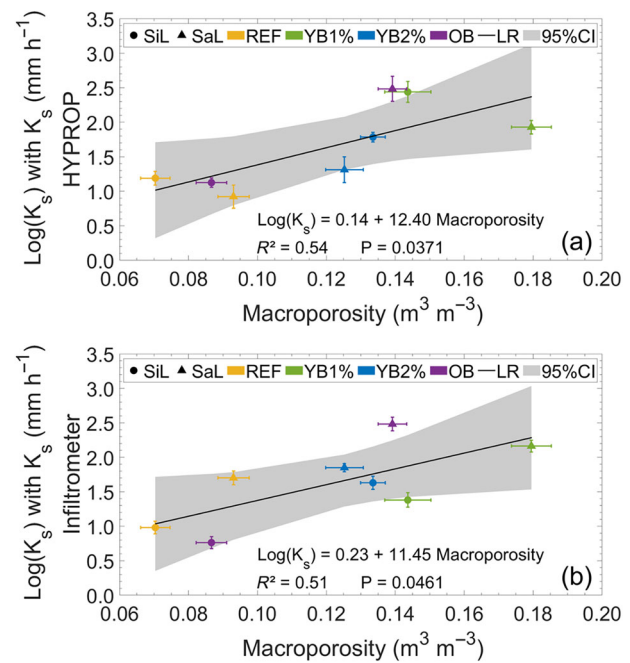 SiL SaL REF YB1% YB2% OB LR 95%CI
Log(Ks) with Ks (mm h⁻¹)
HYPROP
3.5
3.0
2.5
2.0
1.5
1.0
0.5
0.0
Log(Ks) = 0.14 + 12.40 Macroporosity
R² = 0.54 P = 0.0371
(a)
0.06 0.08 0.10 0.12 0.14 0.16 0.18 0.20
Macroporosity (m³ m⁻³)
SiL SaL REF YB1% YB2% OB LR 95%CI
Log(Ks) with Ks (mm h⁻¹)
Infiltrometer
3.5
3.0
2.5
2.0
1.5
1.0
0.5
0.0
Log(Ks) = 0.23 + 11.45 Macroporosity
R² = 0.51 P = 0.0461
(b)
0.06 0.08 0.10 0.12 0.14 0.16 0.18 0.20
Macroporosity (m³ m⁻³)